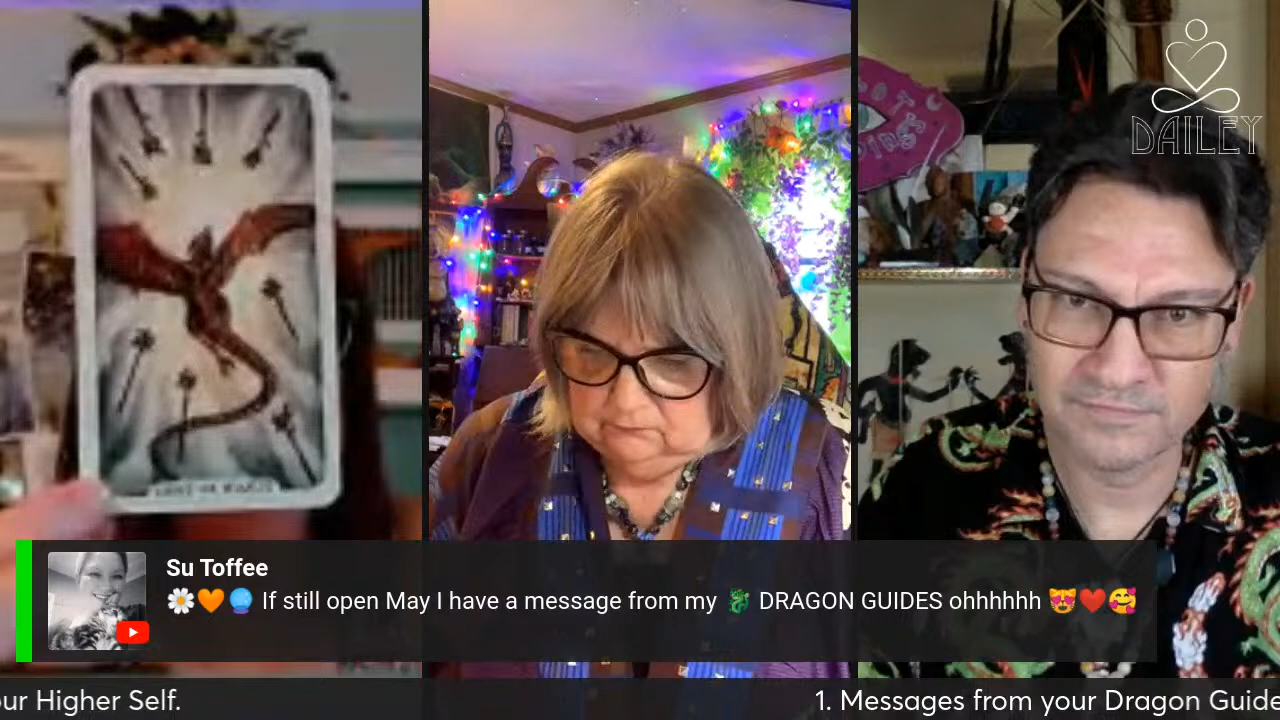 DAILEY
Su Toffee
🌼🧡🔮 If still open May I have a message from my 🐉 DRAGON GUIDES ohhhhhh 😻❤️🥰
our Higher Self.
1. Messages from your Dragon Guide